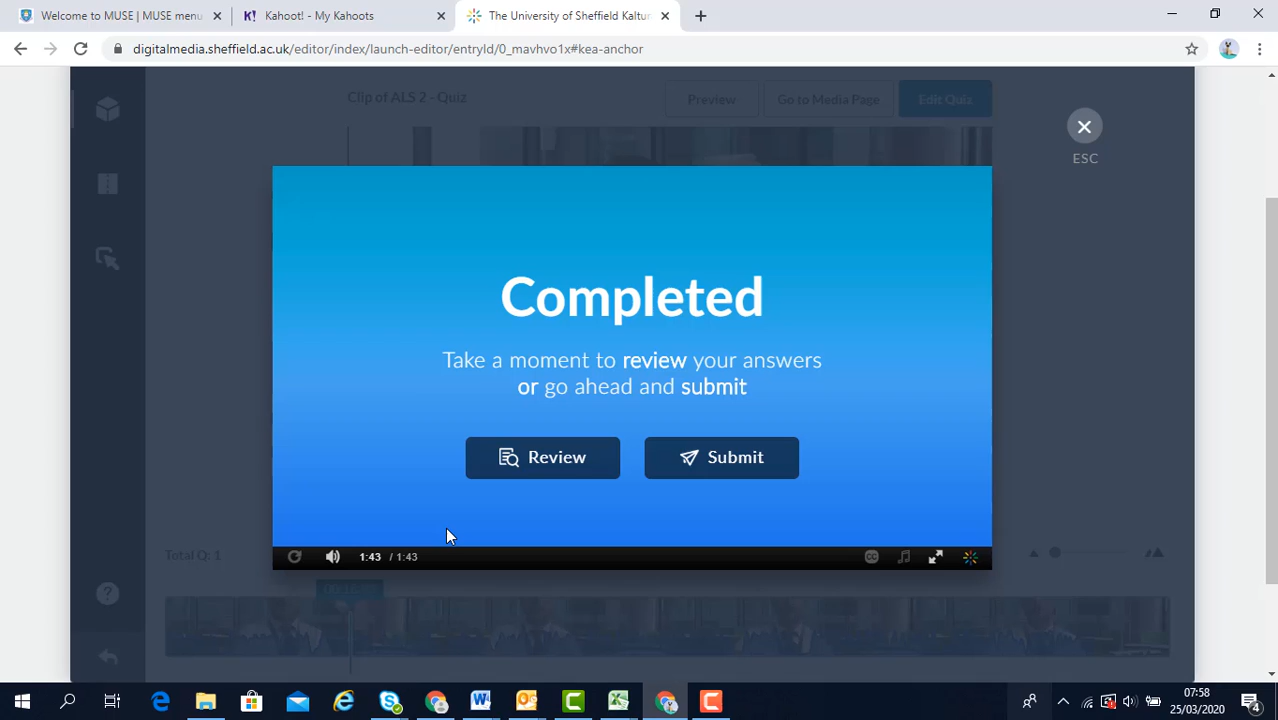 Welcome to MUSE | MUSE menu
Kahoot! - My Kahoots
The University of Sheffield Kaltur
digitalmedia.sheffield.ac.uk/editor/index/launch-editor/entryId/0_mavhvo1x#kea-anchor
Clip of ALS 2 - Quiz
Preview
Go to Media Page
Edit Quiz
ESC
Completed
Take a moment to review your answers
or go ahead and submit
Review
Submit
1:43 / 1:43
CC
Total Q: 1
07:58
25/03/2020
4